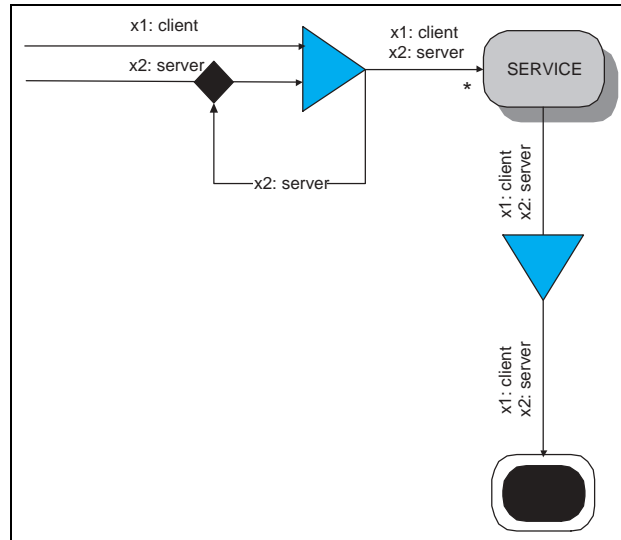 x1: client
x2: server
x1: client
x2: server
*
SERVICE
x2: server
x1: client
x2: server
x1: client
x2: server